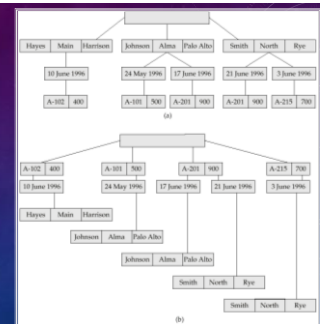 Hayes Main Harrison Johnson Alma Palo Alto Smith North Rye
10 June 1996 24 May 1996 17 June 1996 21 June 1996 3 June 1996
A-102 400 A-101 500 A-201 900 A-201 900 A-215 700
(a)
A-102 400 A-101 500 A-201 900 A-215 700
10 June 1996 24 May 1996 17 June 1996 21 June 1996 3 June 1996
Hayes Main Harrison
Johnson Alma Palo Alto
Johnson Alma Palo Alto
Smith North Rye
Smith North Rye
(b)